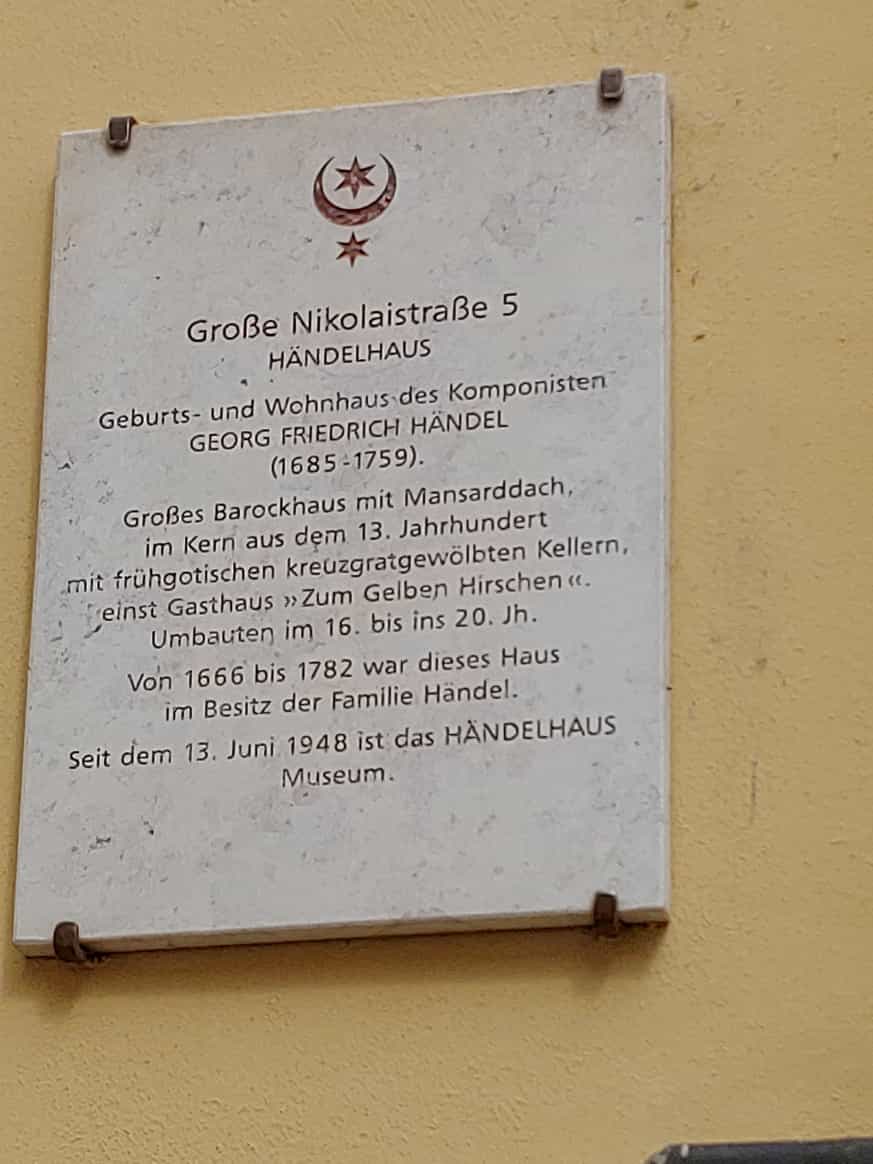 Große Nikolaistraße 5
HÄNDELHAUS
Geburts- und Wohnhaus des Komponisten
GEORG FRIEDRICH HÄNDEL
(1685-1759).
Großes Barockhaus mit Mansarddach,
im Kern aus dem 13. Jahrhundert
mit frühgotischen kreuzgratgewölbten Kellern,
einst Gasthaus »Zum Gelben Hirschen«.
Umbauten im 16. bis ins 20. Jh.
Von 1666 bis 1782 war dieses Haus
im Besitz der Familie Händel.
Seit dem 13. Juni 1948 ist das HÄNDELHAUS
Museum.